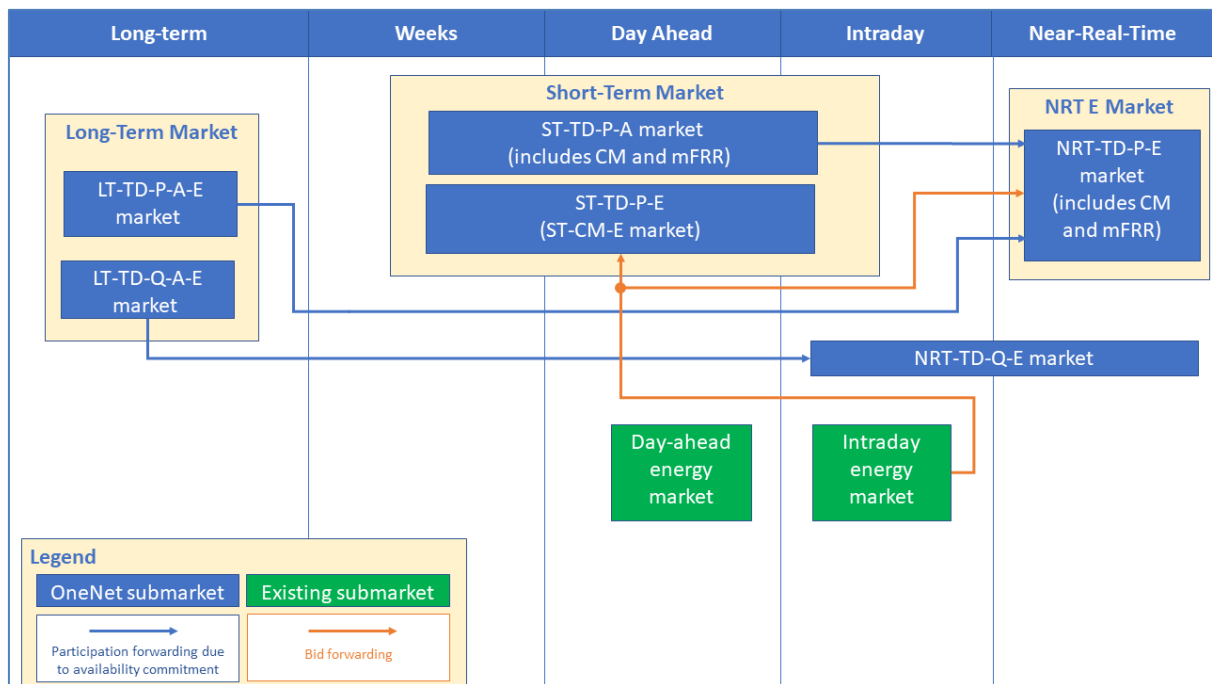 Long-term
Weeks
Day Ahead
Intraday
Near-Real-Time
Long-Term Market
LT-TD-P-A-E
market
LT-TD-Q-A-E
market
Short-Term Market
ST-TD-P-A market
(includes CM and mFRR)
ST-TD-P-E
(ST-CM-E market)
NRT E Market
NRT-TD-P-E
market
(includes CM
and mFRR)
NRT-TD-Q-E market
Day-ahead
energy
market
Intraday
energy
market
Legend
OneNet submarket
Existing submarket
Participation forwarding due
to availability commitment
Bid forwarding